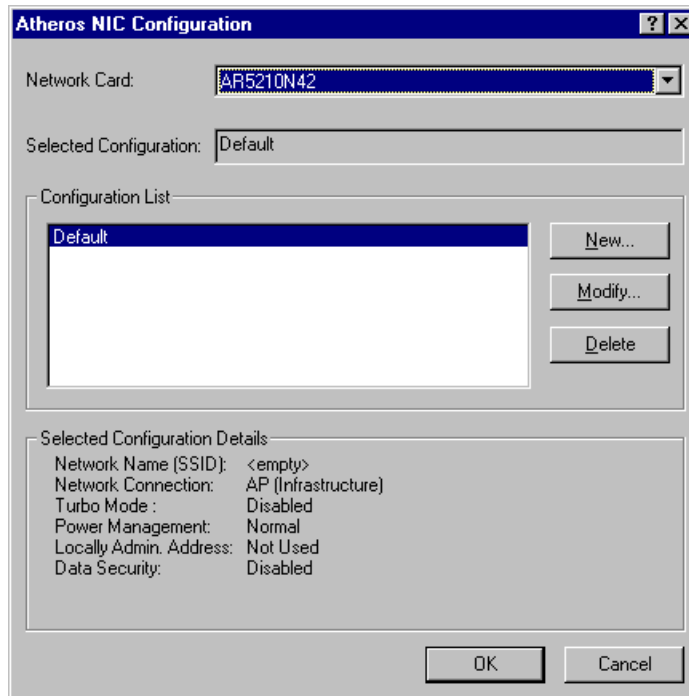 Atheros NIC Configuration
Network Card: AR5210N42
Selected Configuration: Default
Configuration List
Default
New...
Modify...
Delete
Selected Configuration Details
Network Name (SSID): <empty>
Network Connection: AP (Infrastructure)
Turbo Mode : Disabled
Power Management: Normal
Locally Admin. Address: Not Used
Data Security: Disabled
OK Cancel